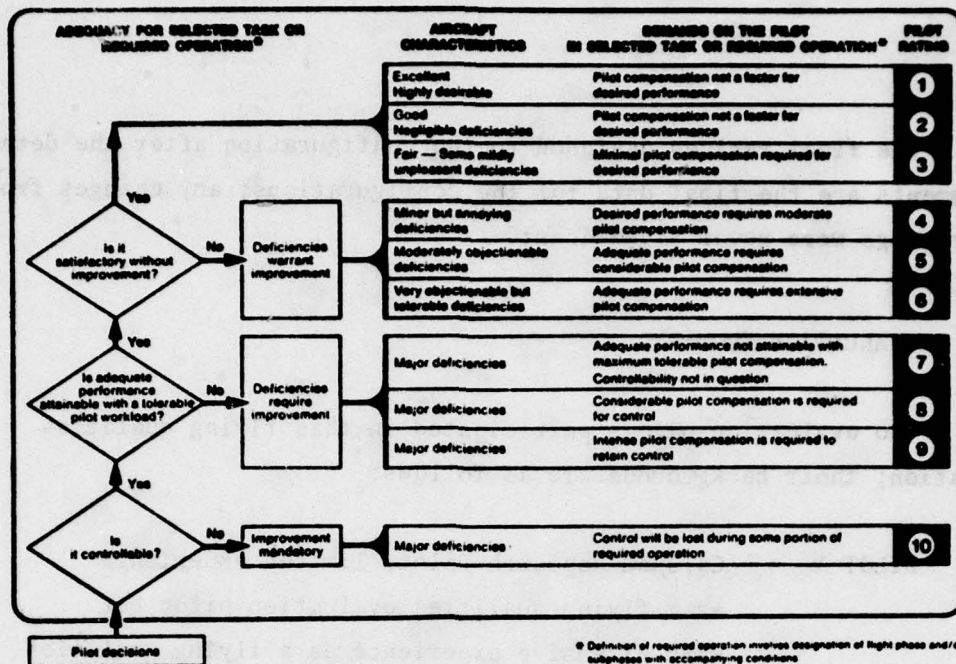 ADEQUACY FOR SELECTED TASK OR
REQUIRED OPERATION*
AIRCRAFT
CHARACTERISTICS
DEMANDS ON THE PILOT
IN SELECTED TASK OR REQUIRED OPERATION*
PILOT
RATING
Excellent
Highly desirable
Pilot compensation not a factor for
desired performance
1
Good
Negligible deficiencies
Pilot compensation not a factor for
desired performance
2
Fair — Some mildly
unpleasant deficiencies
Minimal pilot compensation required for
desired performance
3
Yes
Is it
satisfactory without
improvement?
No
Deficiencies
warrant
improvement
Minor but annoying
deficiencies
Desired performance requires moderate
pilot compensation
4
Moderately objectionable
deficiencies
Adequate performance requires
considerable pilot compensation
5
Very objectionable but
tolerable deficiencies
Adequate performance requires extensive
pilot compensation
6
Yes
Is adequate
performance
attainable with a tolerable
pilot workload?
No
Deficiencies
require
improvement
Major deficiencies
Adequate performance not attainable with
maximum tolerable pilot compensation.
Controllability not in question
7
Major deficiencies
Considerable pilot compensation is required
for control
8
Major deficiencies
Intense pilot compensation is required to
retain control
9
Yes
Is
it controllable?
No
Improvement
mandatory
Major deficiencies
Control will be lost during some portion of
required operation
10
Pilot decisions
* Definition of required operation involves designation of flight phases and/
subphases with accompanying conditions